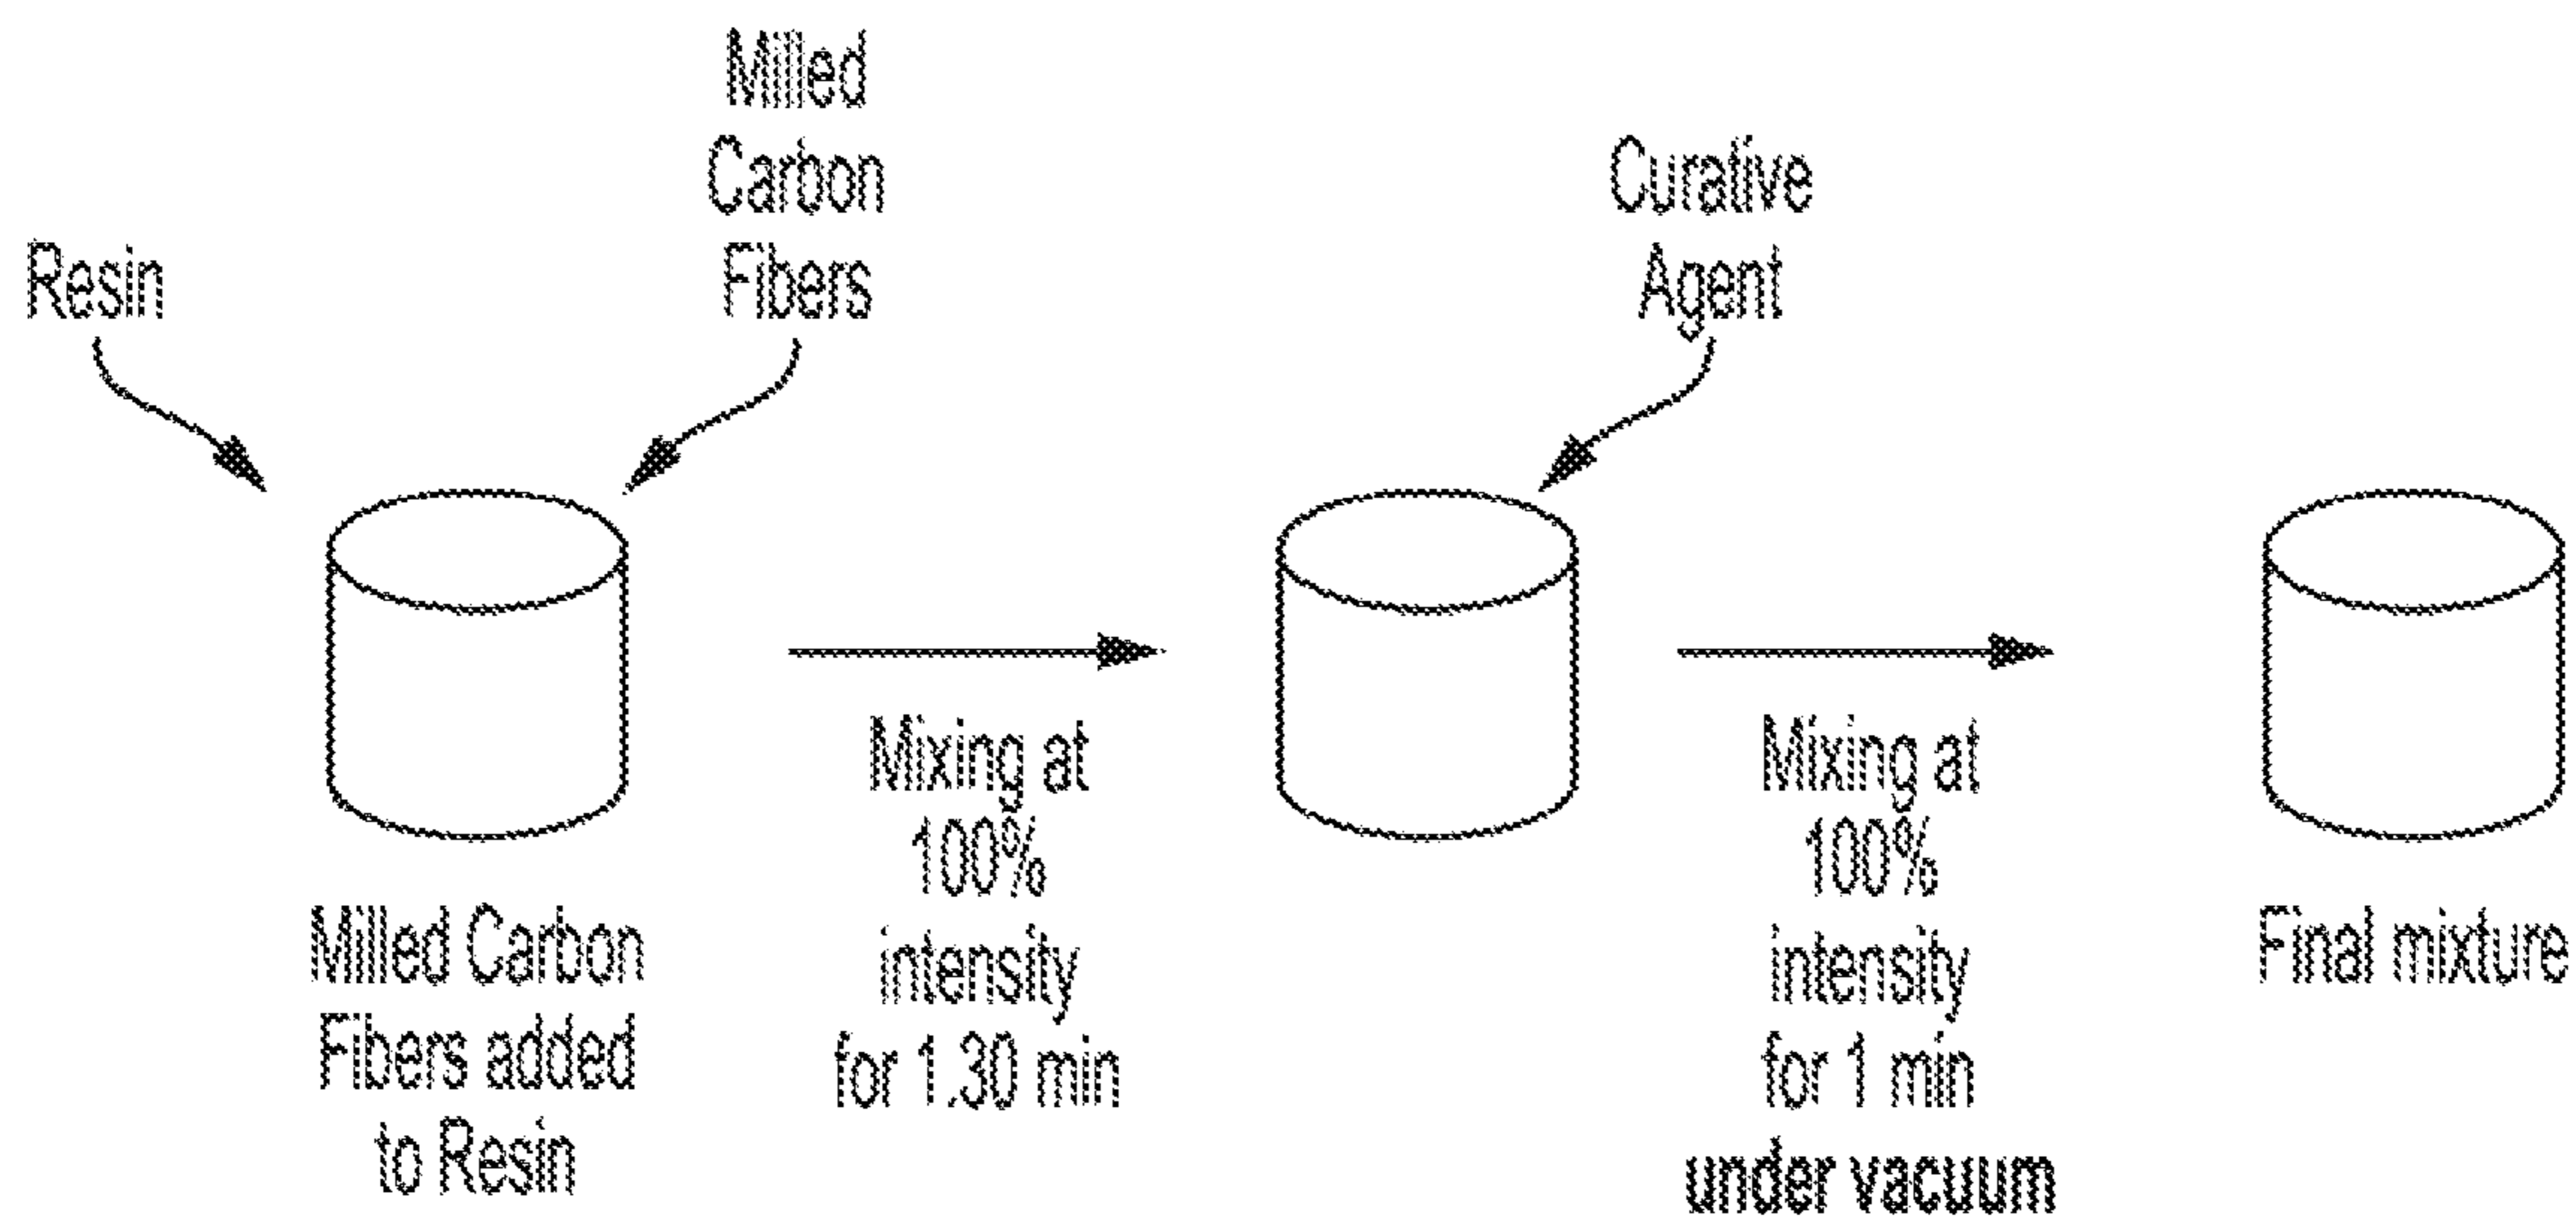 Resin
Milled
Carbon
Fibers
Curative
Agent
Milled Carbon
Fibers added
to Resin
Mixing at
100%
intensity
for 1.30 min
Mixing at
100%
intensity
for 1 min
under vacuum
Final mixture